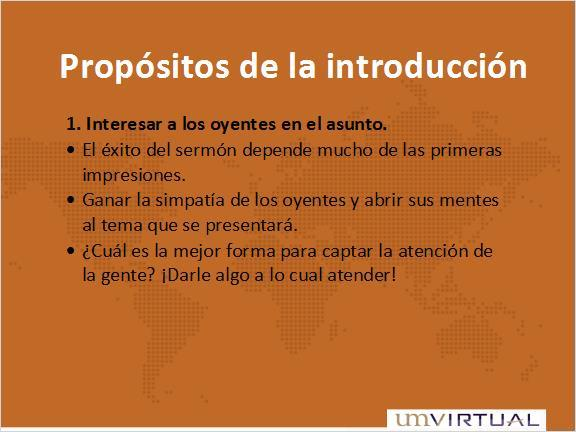 Propósitos de la introducción
1. Interesar a los oyentes en el asunto.
• El éxito del sermón depende mucho de las primeras
impresiones.
• Ganar la simpatía de los oyentes y abrir sus mentes
al tema que se presentará.
• ¿Cuál es la mejor forma para captar la atención de
la gente? ¡Darle algo a lo cual atender!
UMVIRTUAL